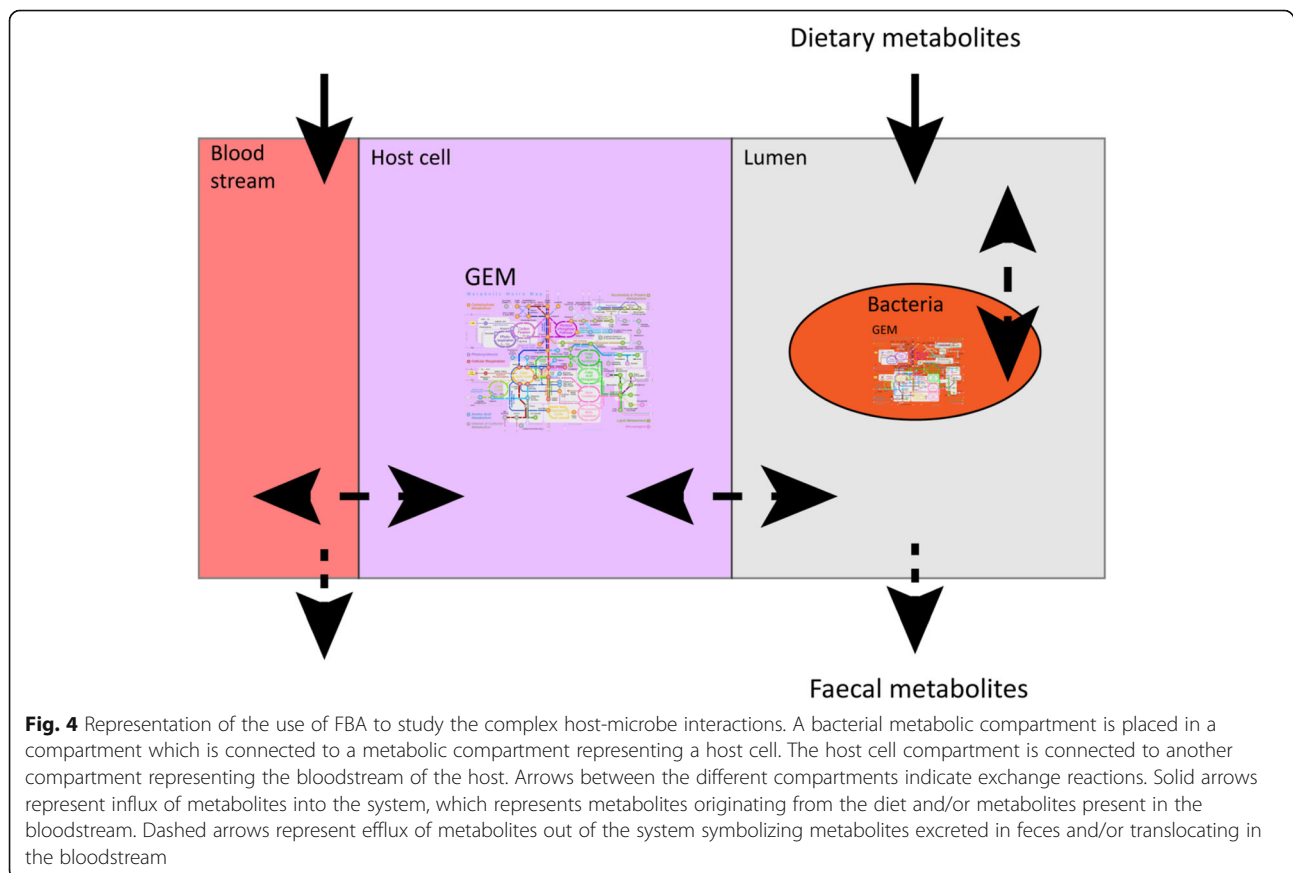 Dietary metabolites
Blood
stream
Host cell
Lumen
GEM
Bacteria
GEM
Faecal metabolites
Fig. 4 Representation of the use of FBA to study the complex host-microbe interactions. A bacterial metabolic compartment is placed in a
compartment which is connected to a metabolic compartment representing a host cell. The host cell compartment is connected to another
compartment representing the bloodstream of the host. Arrows between the different compartments indicate exchange reactions. Solid arrows
represent influx of metabolites into the system, which represents metabolites originating from the diet and/or metabolites present in the
bloodstream. Dashed arrows represent efflux of metabolites out of the system symbolizing metabolites excreted in feces and/or translocating in
the bloodstream